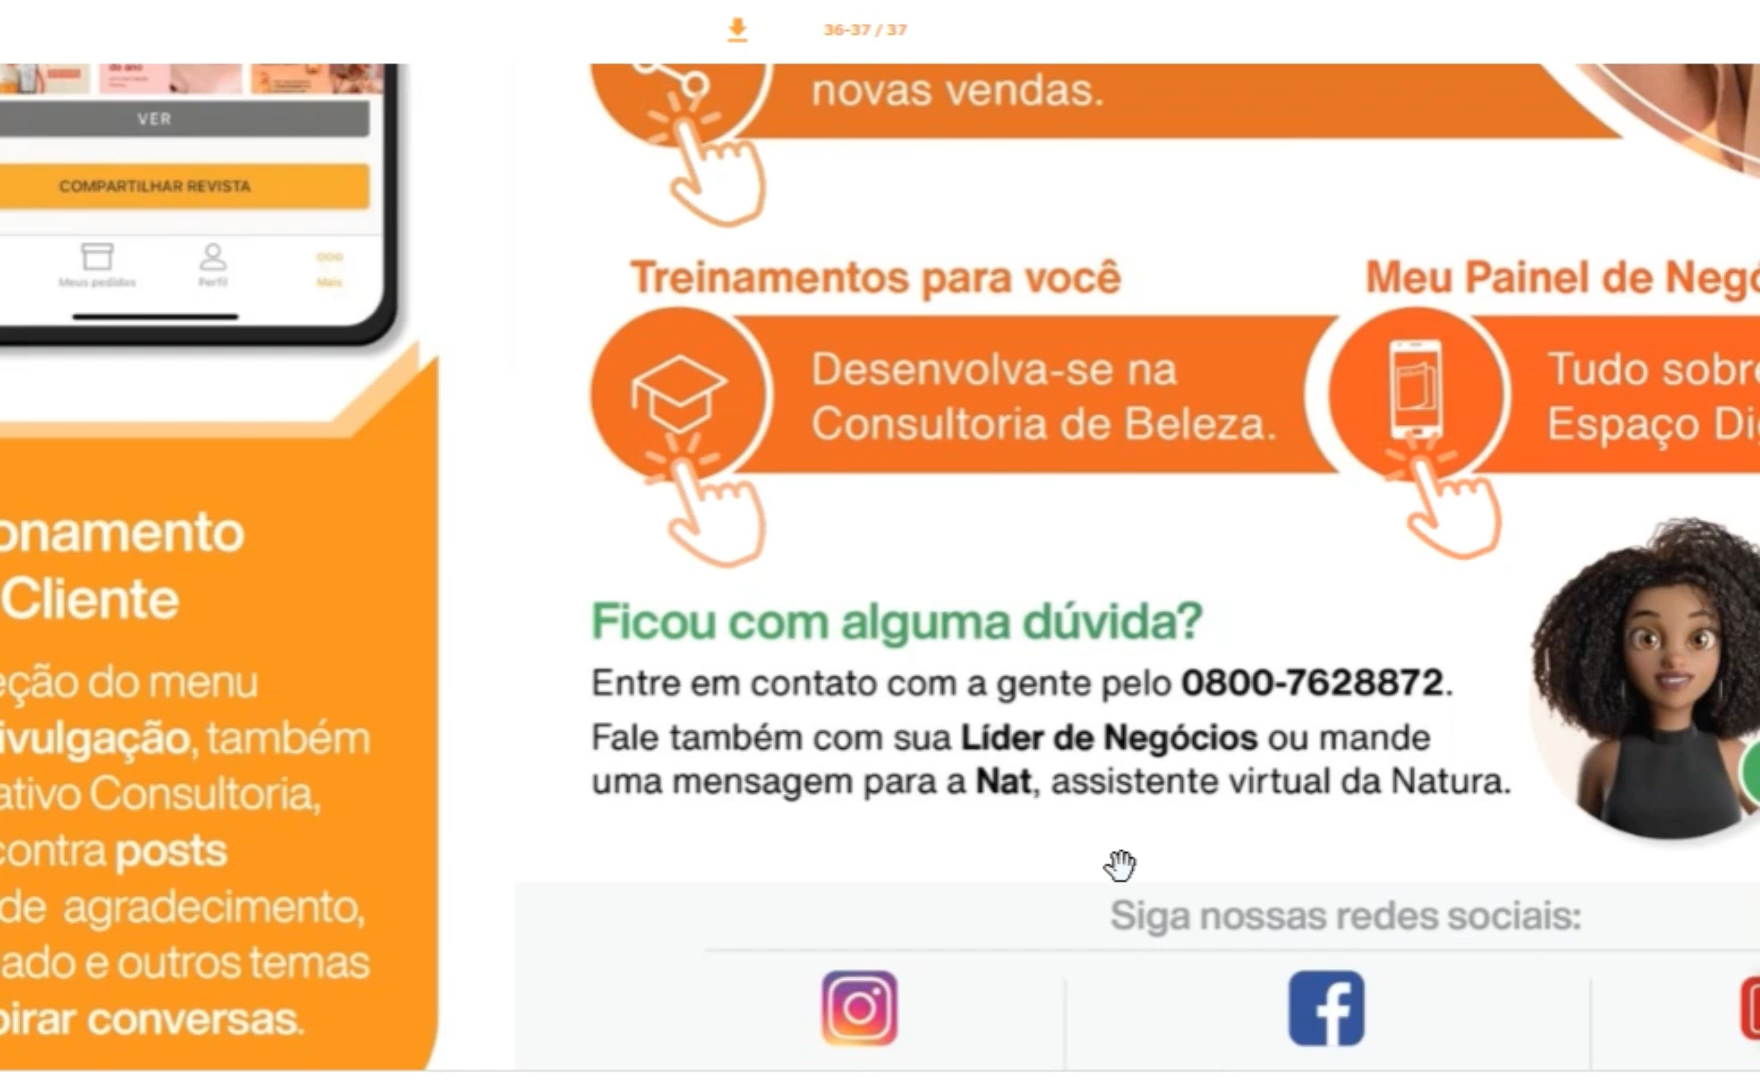 36-37 / 37
VER
COMPARTILHAR REVISTA
Meus pedidos
Perfil
Mais
onamento
Cliente
eção do menu
ivulgação, também
ativo Consultoria,
contra posts
de agradecimento,
ado e outros temas
pirar conversas.
novas vendas.
Treinamentos para você
Desenvolva-se na
Consultoria de Beleza.
Meu Painel de Negó
Tudo sobre
Espaço Di
Ficou com alguma dúvida?
Entre em contato com a gente pelo 0800-7628872.
Fale também com sua Líder de Negócios ou mande
uma mensagem para a Nat, assistente virtual da Natura.
Siga nossas redes sociais: